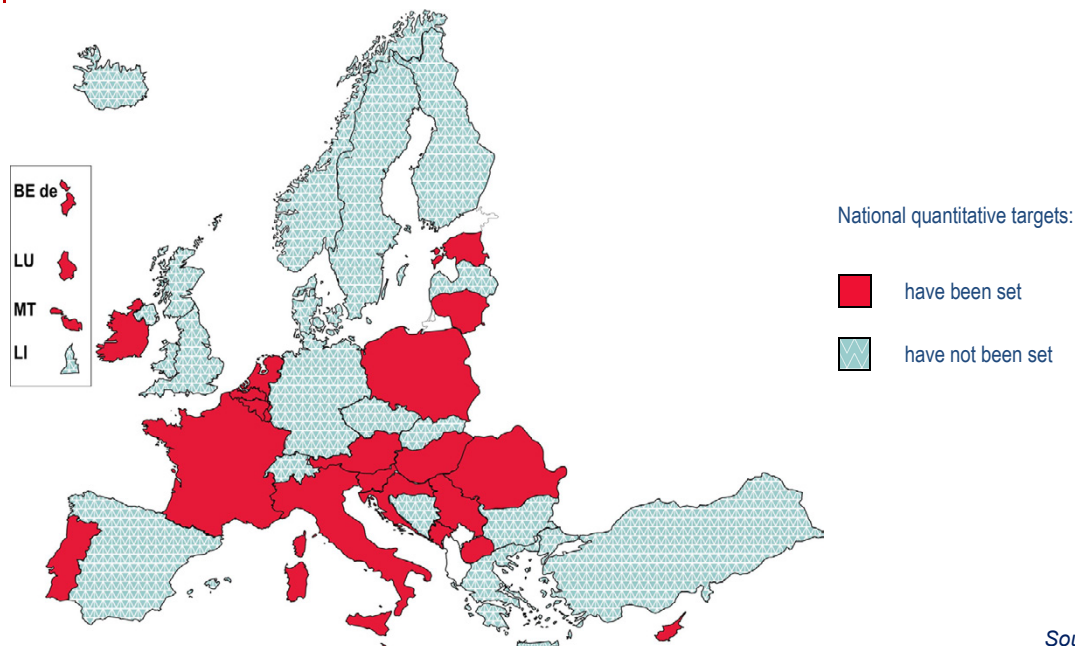 BE de
LU
MT
LI
National quantitative targets:
have been set
have not been set